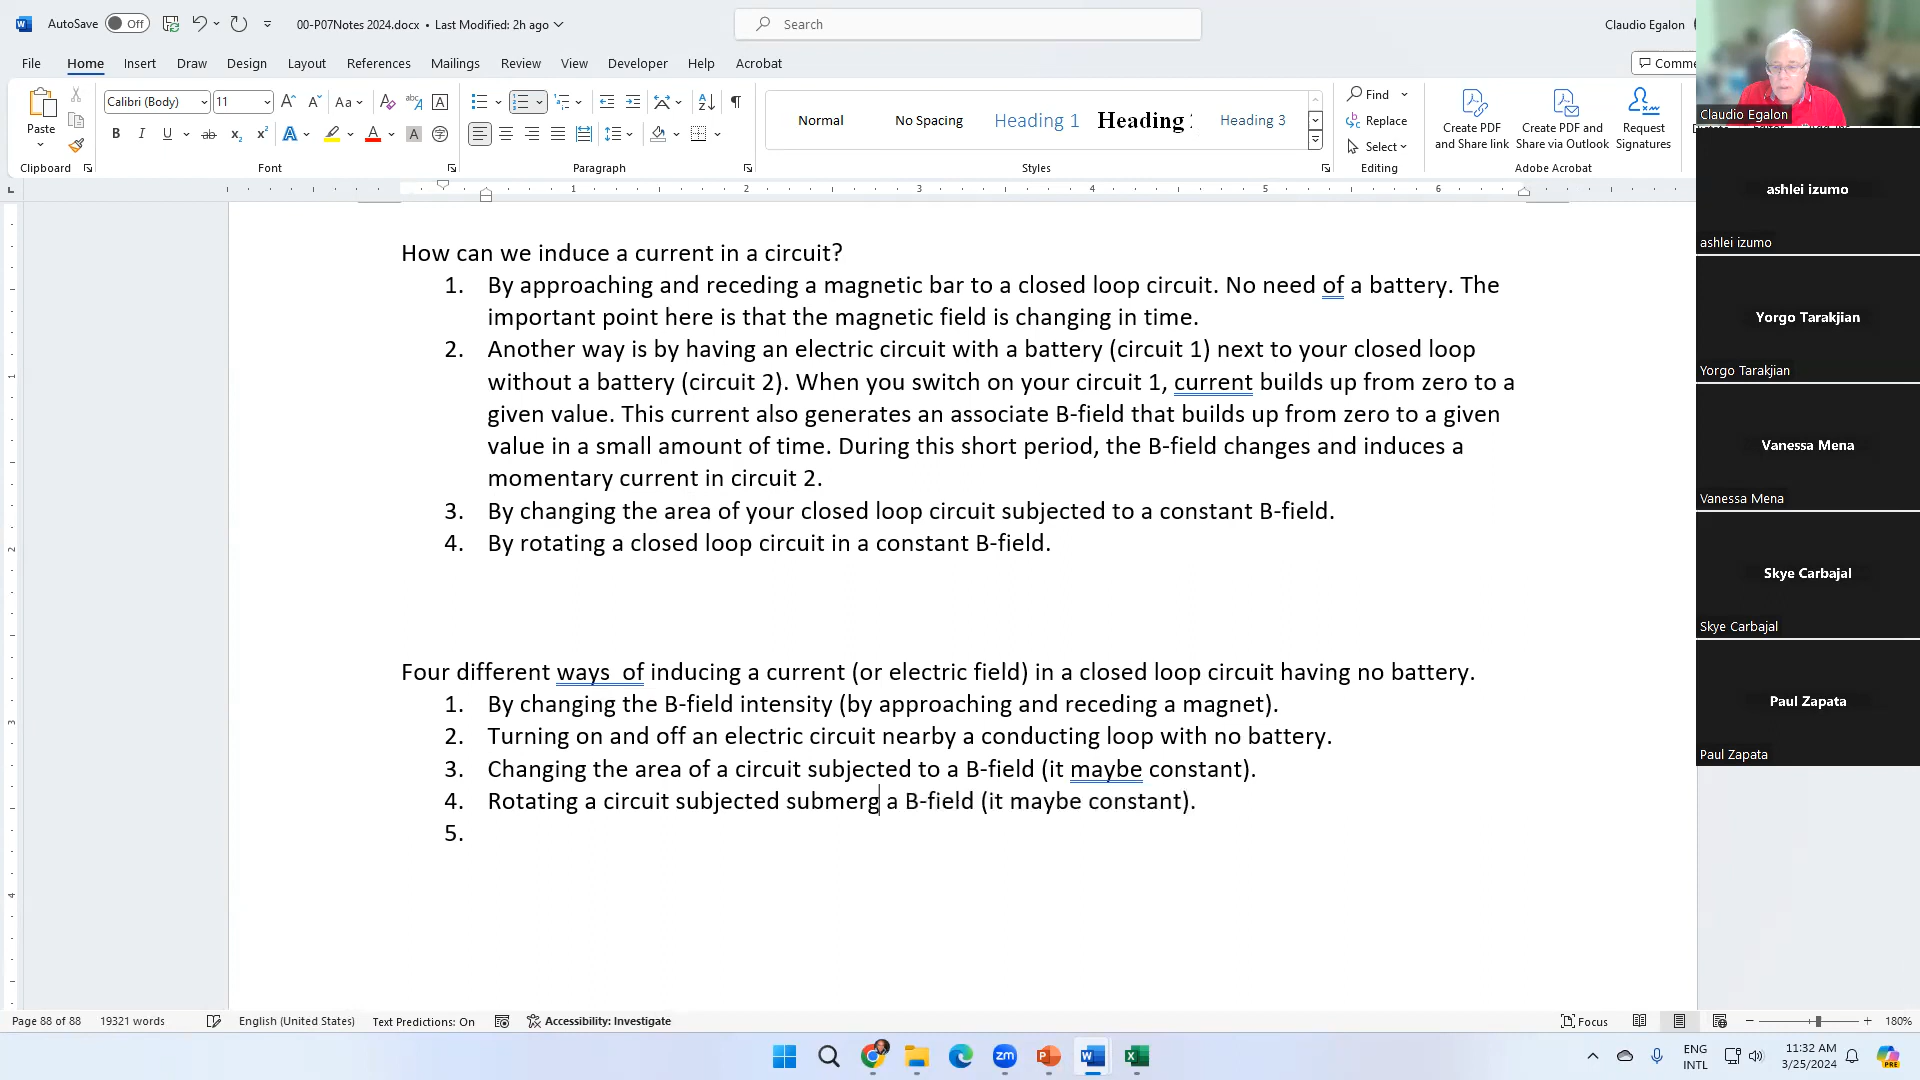 AutoSave Off 00-P07Notes 2024.docx • Last Modified: 2h ago Search Claudio Egalon
File Home Insert Draw Design Layout References Mailings Review View Developer Help Acrobat Comme
Paste Calibri (Body) 11 Aa Normal No Spacing Heading 1 Heading 2 Heading 3 Find Replace Select Create PDF and Share link Create PDF and Share via Outlook Request Signatures
Clipboard Font Paragraph Styles Editing Adobe Acrobat
1 2 3 4 5 6
How can we induce a current in a circuit?
1. By approaching and receding a magnetic bar to a closed loop circuit. No need of a battery. The
important point here is that the magnetic field is changing in time.
2. Another way is by having an electric circuit with a battery (circuit 1) next to your closed loop
without a battery (circuit 2). When you switch on your circuit 1, current builds up from zero to a
given value. This current also generates an associate B-field that builds up from zero to a given
value in a small amount of time. During this short period, the B-field changes and induces a
momentary current in circuit 2.
3. By changing the area of your closed loop circuit subjected to a constant B-field.
4. By rotating a closed loop circuit in a constant B-field.
Four different ways  of inducing a current (or electric field) in a closed loop circuit having no battery.
1. By changing the B-field intensity (by approaching and receding a magnet).
2. Turning on and off an electric circuit nearby a conducting loop with no battery.
3. Changing the area of a circuit subjected to a B-field (it maybe constant).
4. Rotating a circuit subjected submerg a B-field (it maybe constant).
5.
Claudio Egalon
ashlei izumo
ashlei izumo
Yorgo Tarakjian
Yorgo Tarakjian
Vanessa Mena
Vanessa Mena
Skye Carbajal
Skye Carbajal
Paul Zapata
Paul Zapata
Page 88 of 88 19321 words English (United States) Text Predictions: On Accessibility: Investigate Focus 180%
ENG INTL 11:32 AM 3/25/2024